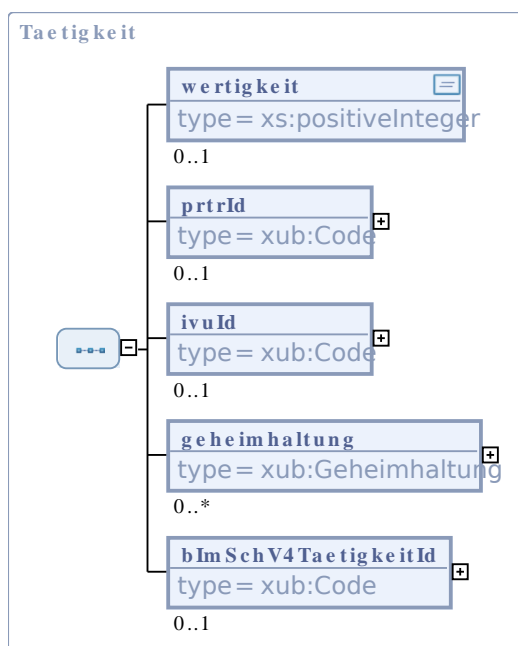 Taetigkeit
wertigkeit
type= xs:positiveInteger
0..1
prtrId
type= xub:Code
0..1
ivuId
type= xub:Code
0..1
geheimhaltung
type= xub:Geheimhaltung
0..*
bImSchV4TaetigkeitId
type= xub:Code
0..1